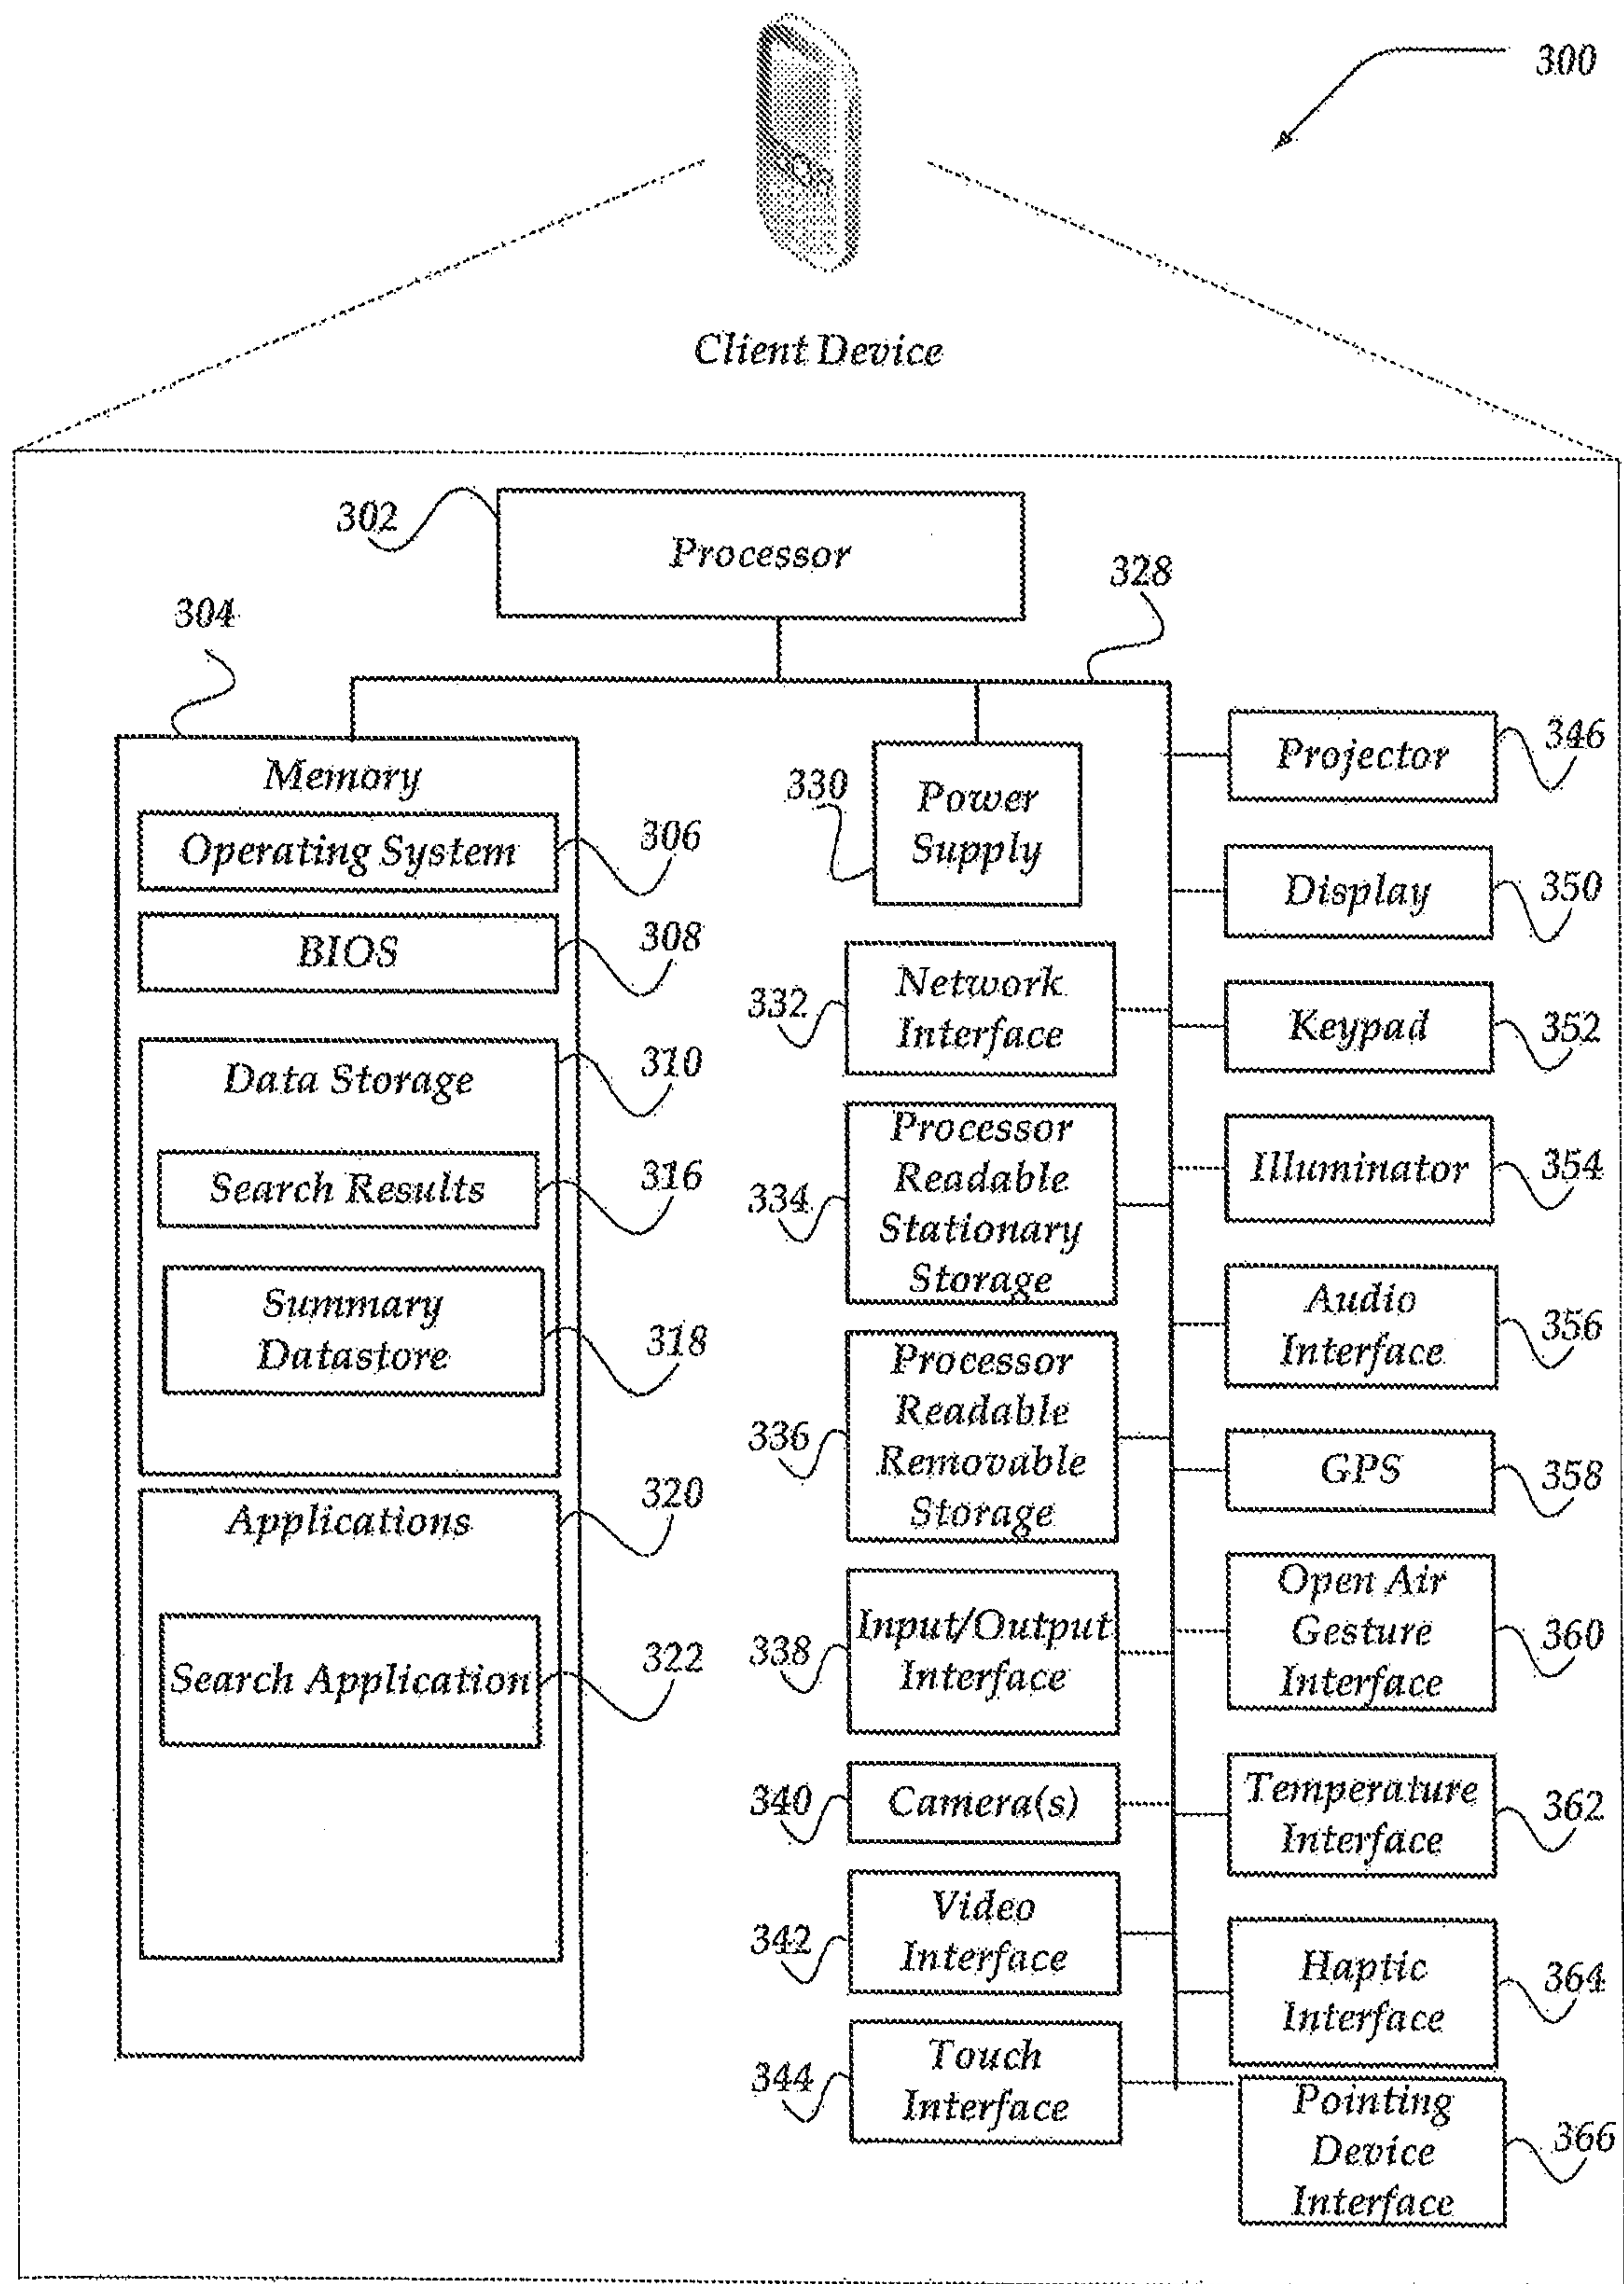 300
Client Device
302
Processor
328
304
Memory
Operating System
306
BIOS
308
Data Storage
310
Search Results
316
Summary
Datastore
318
Applications
320
Search Application
322
330
Power
Supply
332
Network
Interface
334
Processor
Readable
Stationary
Storage
336
Processor
Readable
Removable
Storage
338
Input/Output
Interface
340
Camera(s)
342
Video
Interface
344
Touch
Interface
Projector
346
Display
350
Keypad
352
Illuminator
354
Audio
Interface
356
GPS
358
Open Air
Gesture
Interface
360
Temperature
Interface
362
Haptic
Interface
364
Pointing
Device
Interface
366